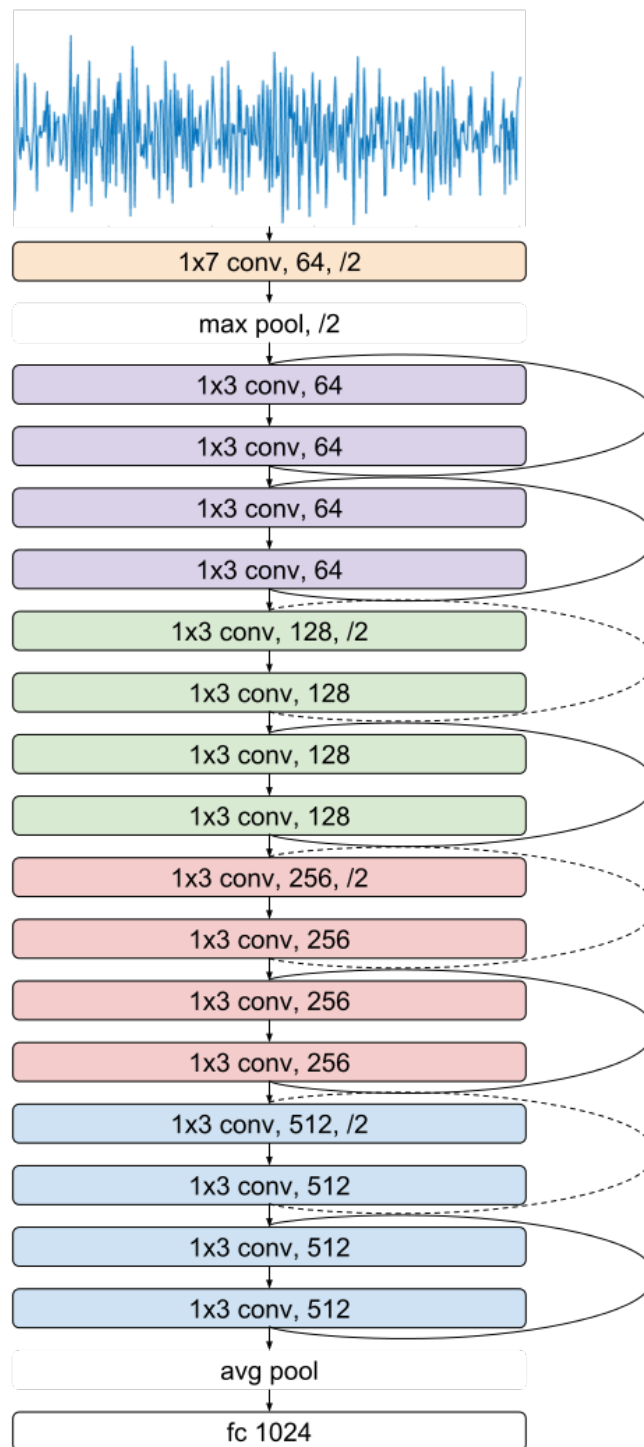 1x7 conv, 64, /2
max pool, /2
1x3 conv, 64
1x3 conv, 64
1x3 conv, 64
1x3 conv, 64
1x3 conv, 128, /2
1x3 conv, 128
1x3 conv, 128
1x3 conv, 128
1x3 conv, 256, /2
1x3 conv, 256
1x3 conv, 256
1x3 conv, 256
1x3 conv, 512, /2
1x3 conv, 512
1x3 conv, 512
1x3 conv, 512
avg pool
fc 1024